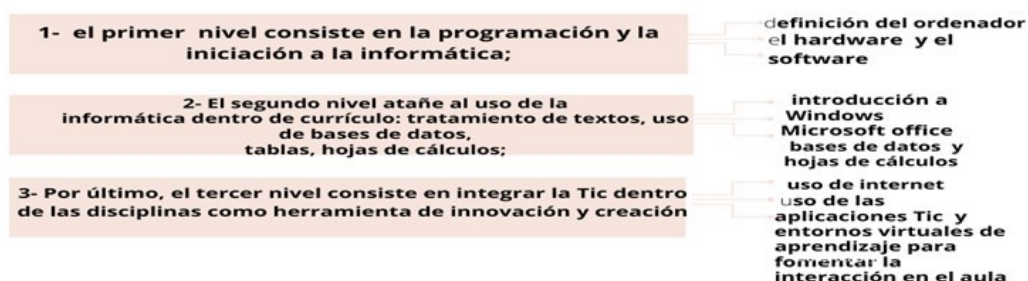 1- el primer nivel consiste en la programación y la
iniciación a la informática;
definición del ordenador
el hardware y el
software
2- El segundo nivel atañe al uso de la
informática dentro de currículo: tratamiento de textos, uso
de bases de datos,
tablas, hojas de cálculos;
introducción a
Windows
Microsoft office
bases de datos y
hojas de cálculos
3- Por último, el tercer nivel consiste en integrar la Tic dentro
de las disciplinas como herramienta de innovación y creación
uso de internet
uso de las
aplicaciones Tic y
entornos virtuales de
aprendizaje para
fomentar la
interacción en el aula